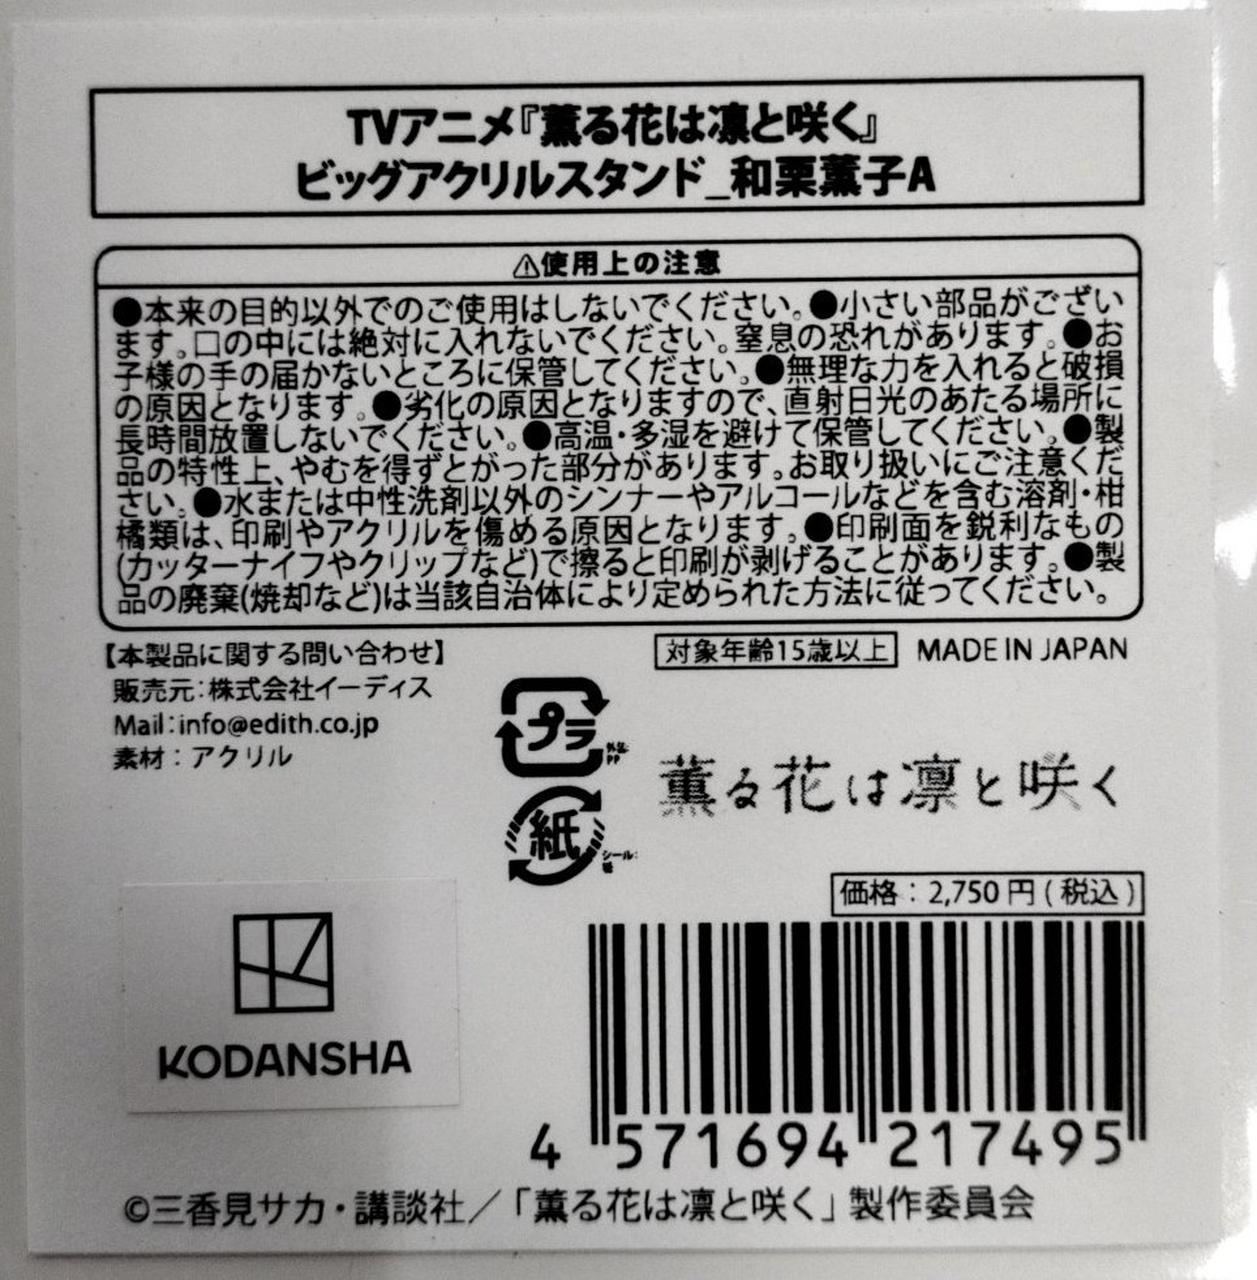 TVアニメ『薫る花は凛と咲く』
ビッグアクリルスタンド_和栗薫子A
⚠使用上の注意
●本来の目的以外でのご使用はしないでください。●小さい部品がござい
ます。口の中には絶対に入れないでください。窒息の恐れがあります。●お
子様の手の届かないところに保管してください。●無理な力を入れると破損
の原因となります。●劣化の原因となりますので、直射日光のあたる場所に
長時間放置しないでください。●高温・多湿を避けて保管してください。●製
品の特性上、やむを得ずとがった部分があります。お取り扱いにご注意くだ
さい。●水または中性洗剤以外のシンナーやアルコールなどを含む溶剤・柑
橘類は、印刷やアクリルを傷める原因となります。●印刷面を鋭利なもの
(カッターナイフやクリップなど)で擦ると印刷が剥げることがあります。●製
品の廃棄(焼却など)は当該自治体により定められた方法に従ってください。
【本製品に関する問い合わせ】
販売元：株式会社イーディス
Mail：info@edith.co.jp
素材：アクリル
対象年齢15歳以上
MADE IN JAPAN
プラ
外装:
PP
紙
シール:
紙
薫る花は凛と咲く
価格：2,750円(税込)
KODANSHA
4 571694 217495
©三香見サカ・講談社／「薫る花は凛と咲く」製作委員会